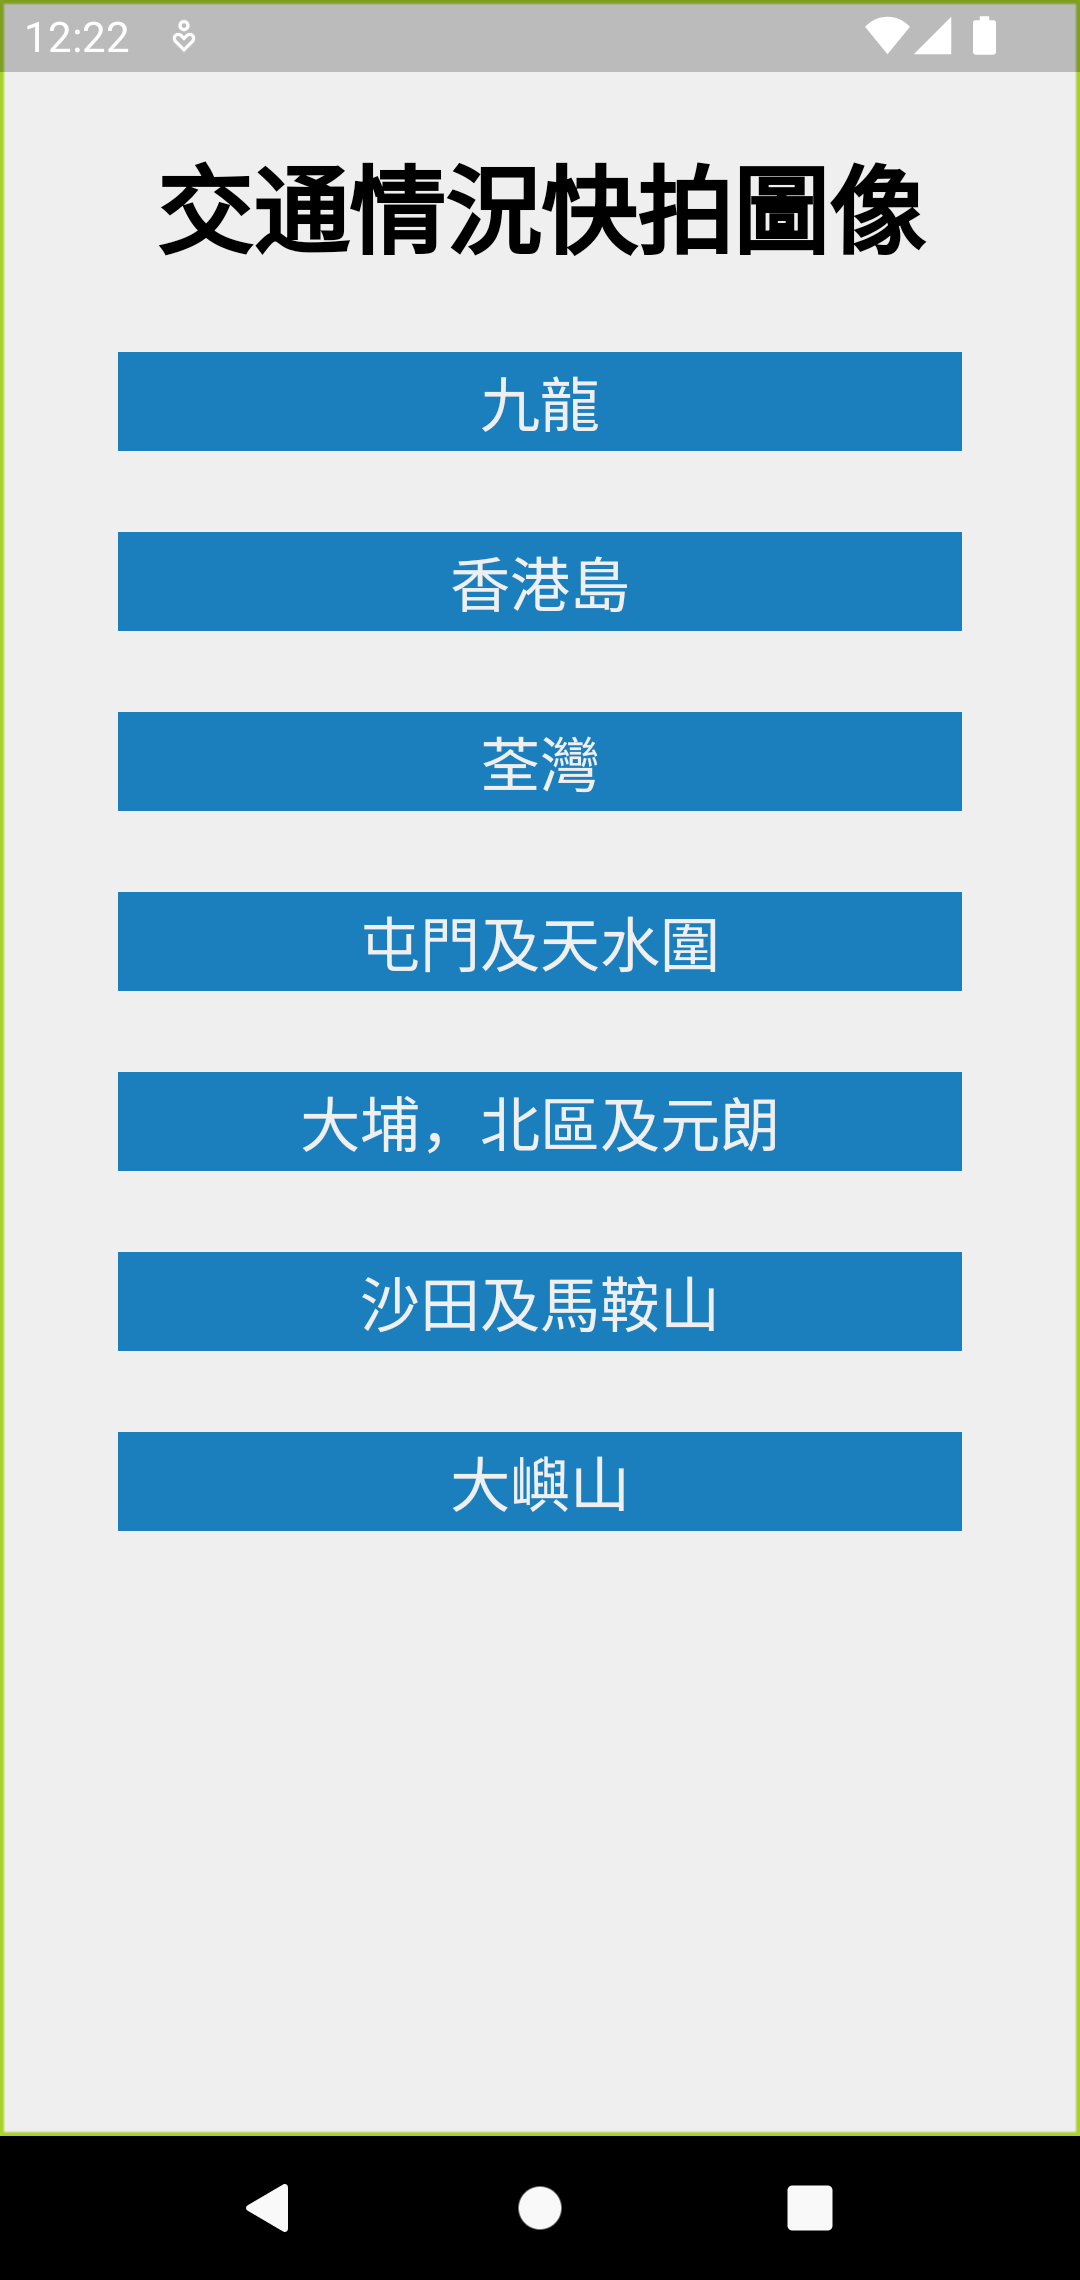 12:22
交通情況快拍圖像
九龍
香港島
荃灣
屯門及天水圍
大埔，北區及元朗
沙田及馬鞍山
大嶼山